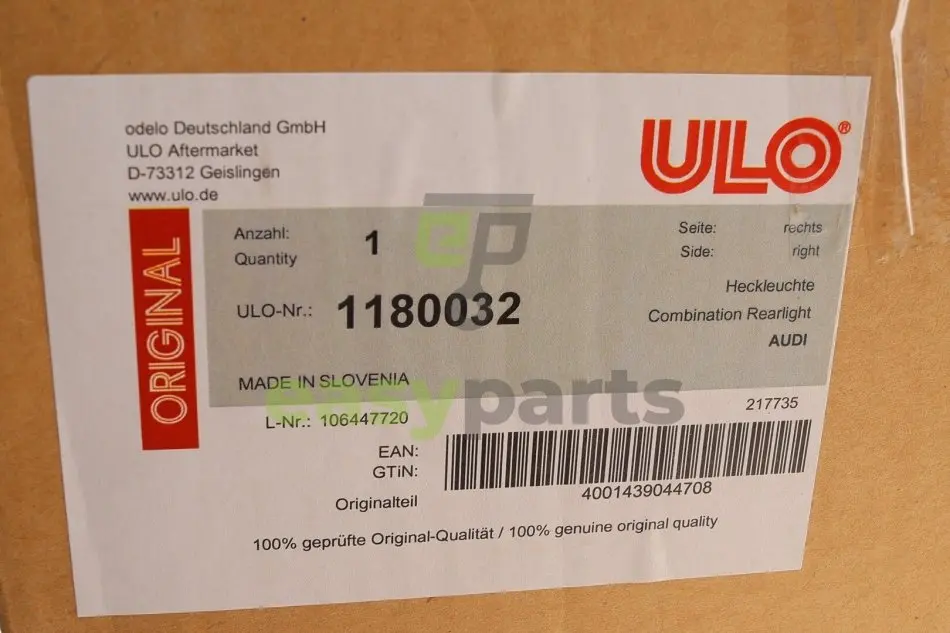 odelo Deutschland GmbH
ULO Aftermarket
D-73312 Geislingen
www.ulo.de
ULO®
ORIGINAL
Anzahl: 1
Quantity
Seite: rechts
Side: right
ULO-Nr.: 1180032
Heckleuchte
Combination Rearlight
AUDI
MADE IN SLOVENIA
ep
easyparts
L-Nr.: 106447720
217735
EAN:
GTiN:
4001439044708
Originalteil
100% geprüfte Original-Qualität / 100% genuine original quality